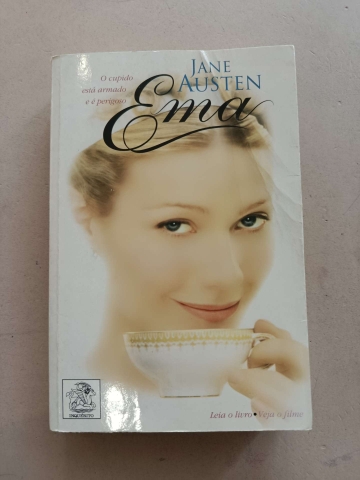 O cupido
está armado
e é perigoso
JANE
AUSTEN
Ema
Leia o livro • Veja o filme